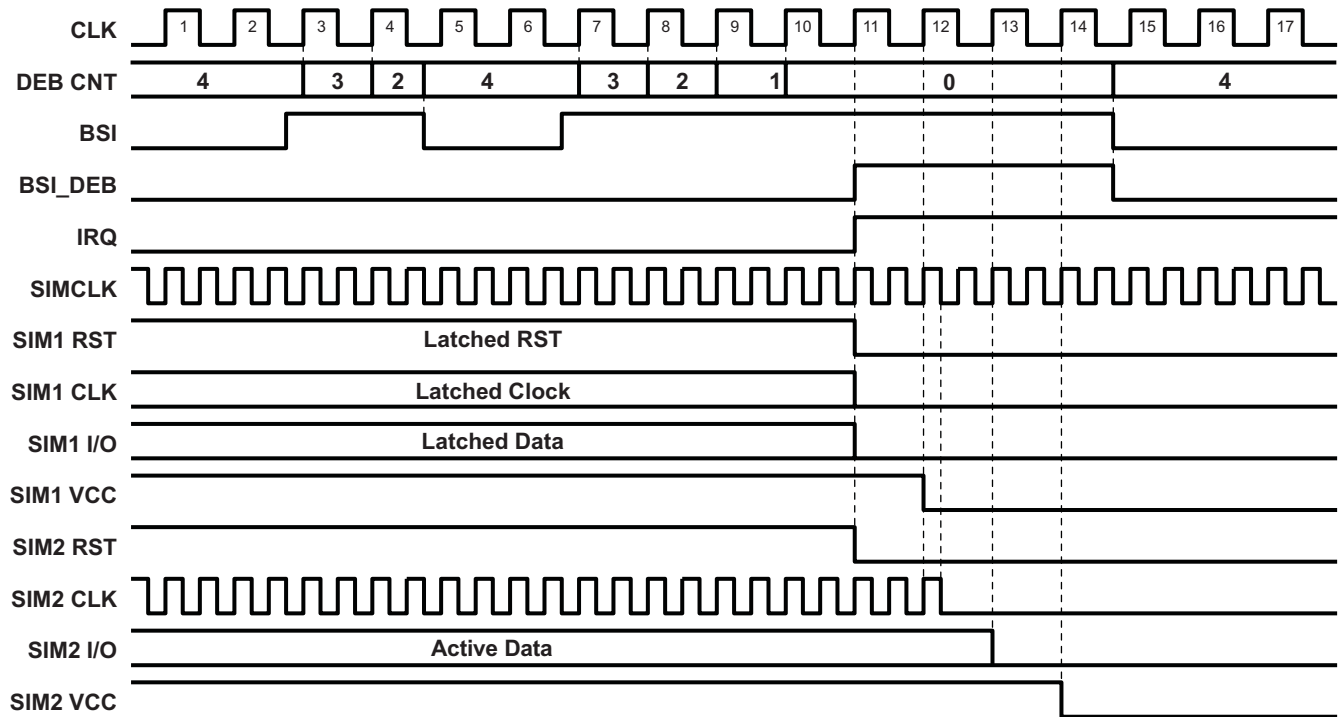 CLK 1 2 3 4 5 6 7 8 9 10 11 12 13 14 15 16 17
DEB CNT 4 3 2 4 3 2 1 0 4
BSI
BSI_DEB
IRQ
SIMCLK
SIM1 RST Latched RST
SIM1 CLK Latched Clock
SIM1 I/O Latched Data
SIM1 VCC
SIM2 RST
SIM2 CLK
SIM2 I/O Active Data
SIM2 VCC